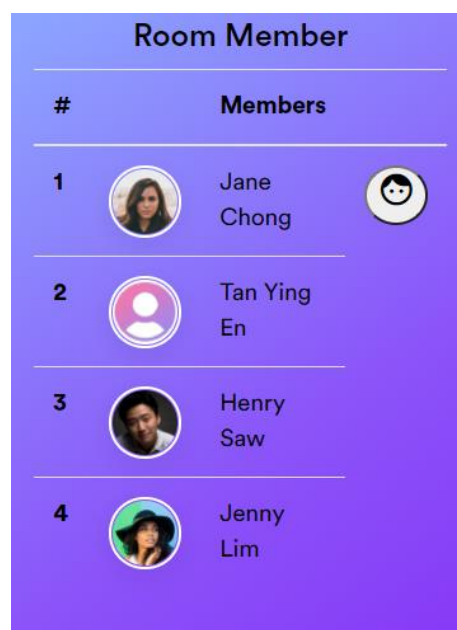 Room Member
# Members
1 Jane
Chong
2 Tan Ying
En
3 Henry
Saw
4 Jenny
Lim